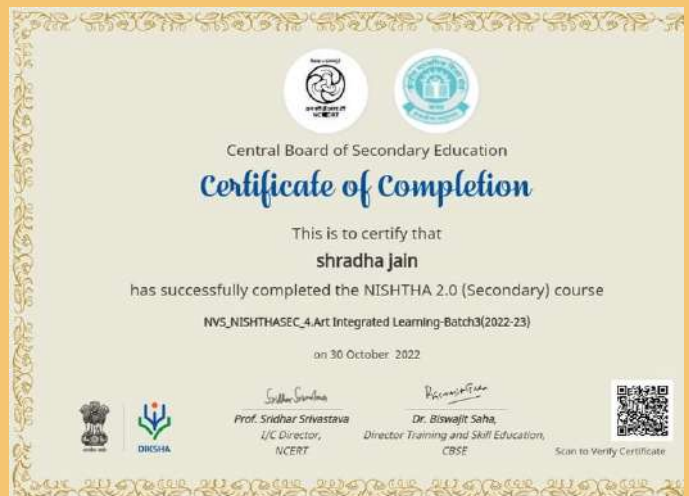 NCERT
Central Board of Secondary Education
Certificate of Completion
This is to certify that
shradha jain
has successfully completed the NISHTHA 2.0 (Secondary) course
NVS_NISHTHASEC_4.Art Integrated Learning-Batch3(2022-23)
on 30 October 2022
Prof. Sridhar Srivastava
I/C Director,
NCERT
Dr. Biswajit Saha,
Director Training and Skill Education,
CBSE
DIKSHA
Scan to Verify Certificate